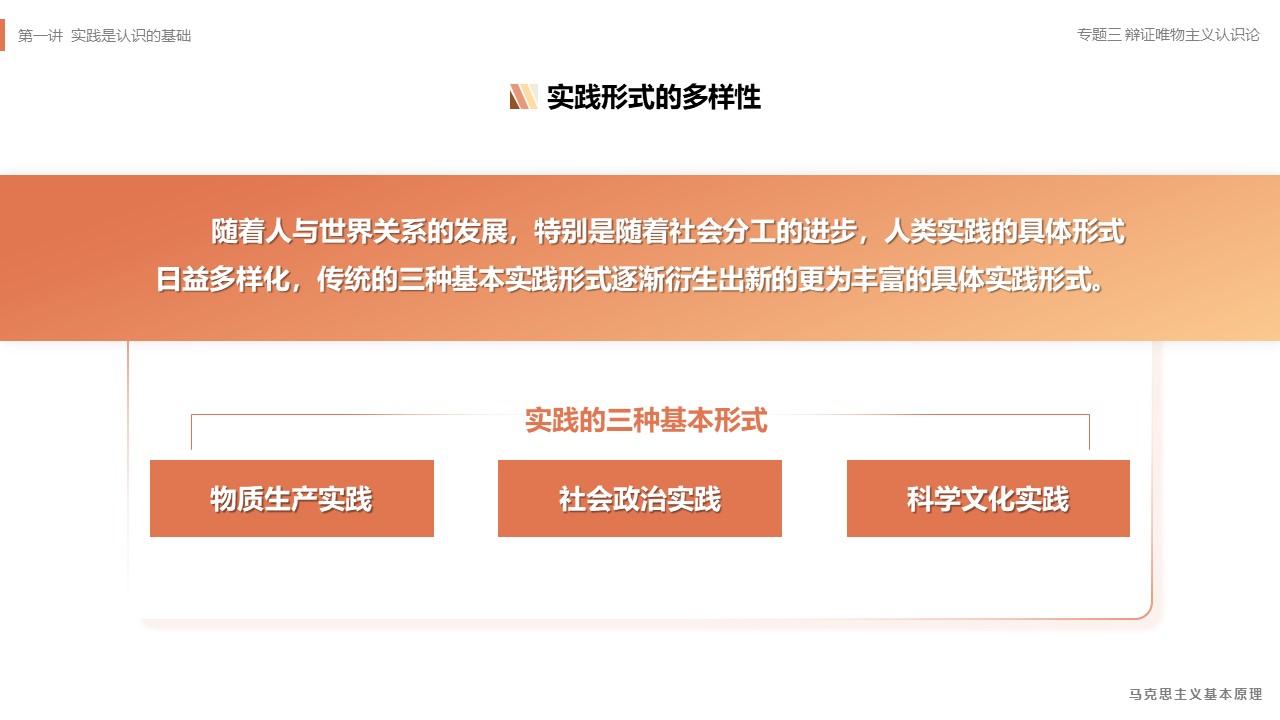 第一讲 实践是认识的基础
专题三 辩证唯物主义认识论
实践形式的多样性
随着人与世界关系的发展，特别是随着社会分工的进步，人类实践的具体形式
日益多样化，传统的三种基本实践形式逐渐衍生出新的更为丰富的具体实践形式。
实践的三种基本形式
物质生产实践
社会政治实践
科学文化实践
马克思主义基本原理